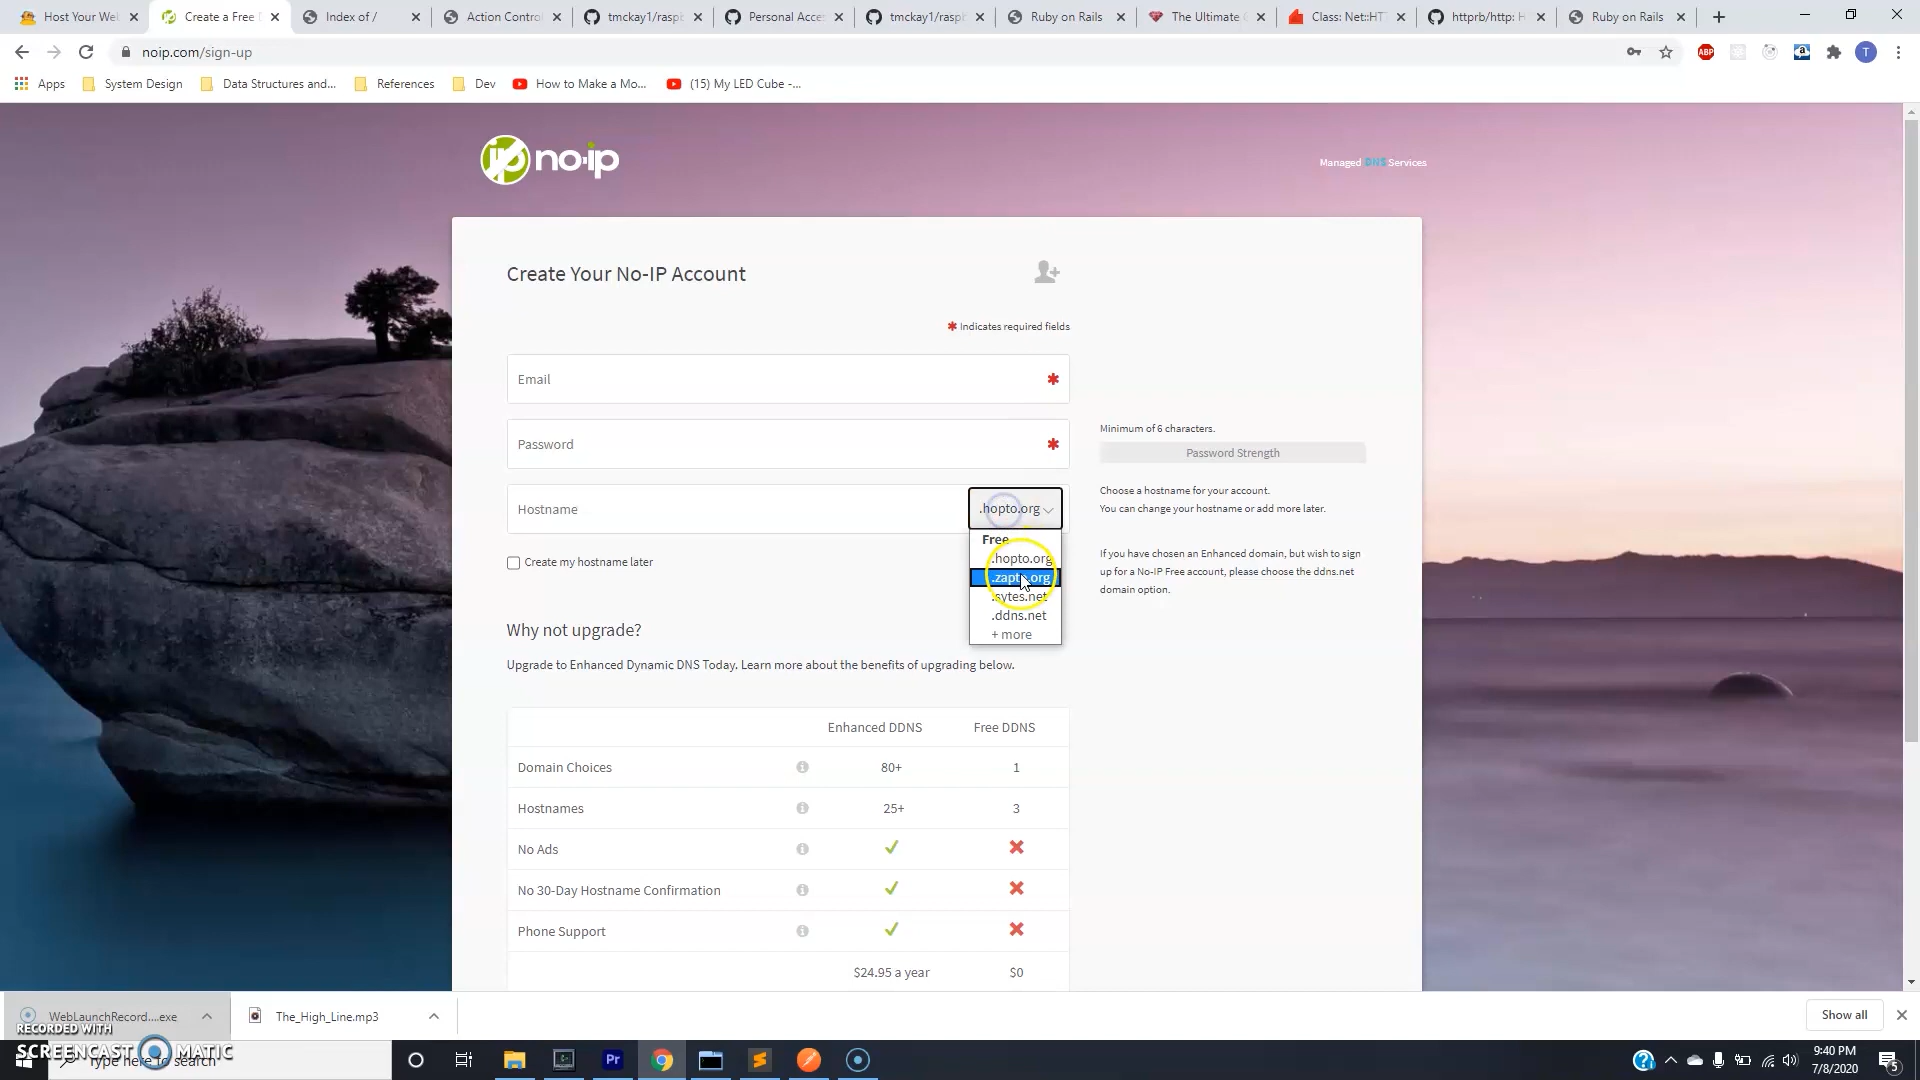 Host Your Web
Create a Free
Index of /
Action Contro
tmckay1/raspb
Personal Acce
tmckay1/raspb
Ruby on Rails
The Ultimate
Class: Net::HT
httprb/http: H
Ruby on Rails
noip.com/sign-up
ABP
a
T
Apps
System Design
Data Structures and...
References
Dev
How to Make a Mo...
(15) My LED Cube -...
no-ip
Managed DNS Services
Create Your No-IP Account
* Indicates required fields
Email *
Password *
Minimum of 6 characters.
Password Strength
Hostname
.hopto.org
Choose a hostname for your account.
You can change your hostname or add more later.
Free
.hopto.org
.zapto.org
.sytes.net
.ddns.net
+ more
Create my hostname later
If you have chosen an Enhanced domain, but wish to sign
up for a No-IP Free account, please choose the ddns.net
domain option.
Why not upgrade?
Upgrade to Enhanced Dynamic DNS Today. Learn more about the benefits of upgrading below.
Enhanced DDNS Free DDNS
Domain Choices 80+ 1
Hostnames 25+ 3
No Ads
No 30-Day Hostname Confirmation
Phone Support
$24.95 a year $0
WebLaunchRecord....exe
The_High_Line.mp3
Show all
RECORDED WITH
SCREENCAST MATIC
Type here to search
Pr
9:40 PM
7/8/2020
5